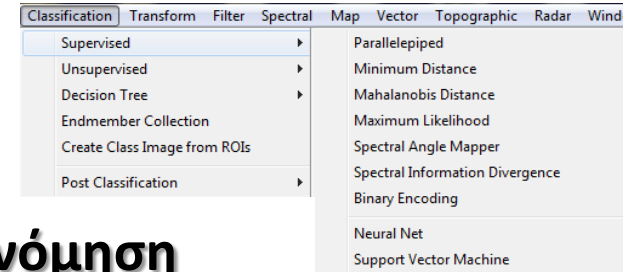 Classification Transform Filter Spectral Map Vector Topographic Radar
Supervised
Unsupervised
Decision Tree
Endmember Collection
Create Class Image from ROIs
Post Classification
Parallelepiped
Minimum Distance
Mahalanobis Distance
Maximum Likelihood
Spectral Angle Mapper
Spectral Information Divergence
Binary Encoding
Neural Net
Support Vector Machine